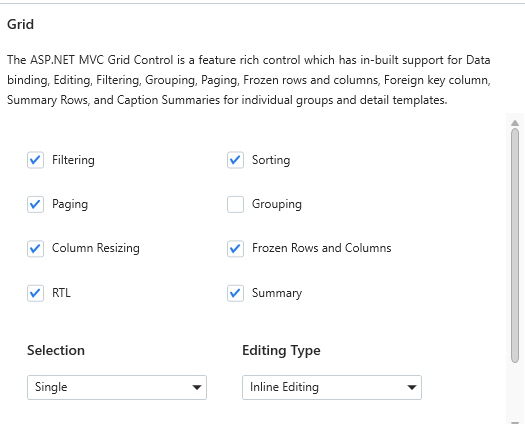 Grid
The ASP.NET MVC Grid Control is a feature rich control which has in-built support for Data
binding, Editing, Filtering, Grouping, Paging, Frozen rows and columns, Foreign key column,
Summary Rows, and Caption Summaries for individual groups and detail templates.
Filtering Sorting
Paging Grouping
Column Resizing Frozen Rows and Columns
RTL Summary
Selection Editing Type
Single Inline Editing